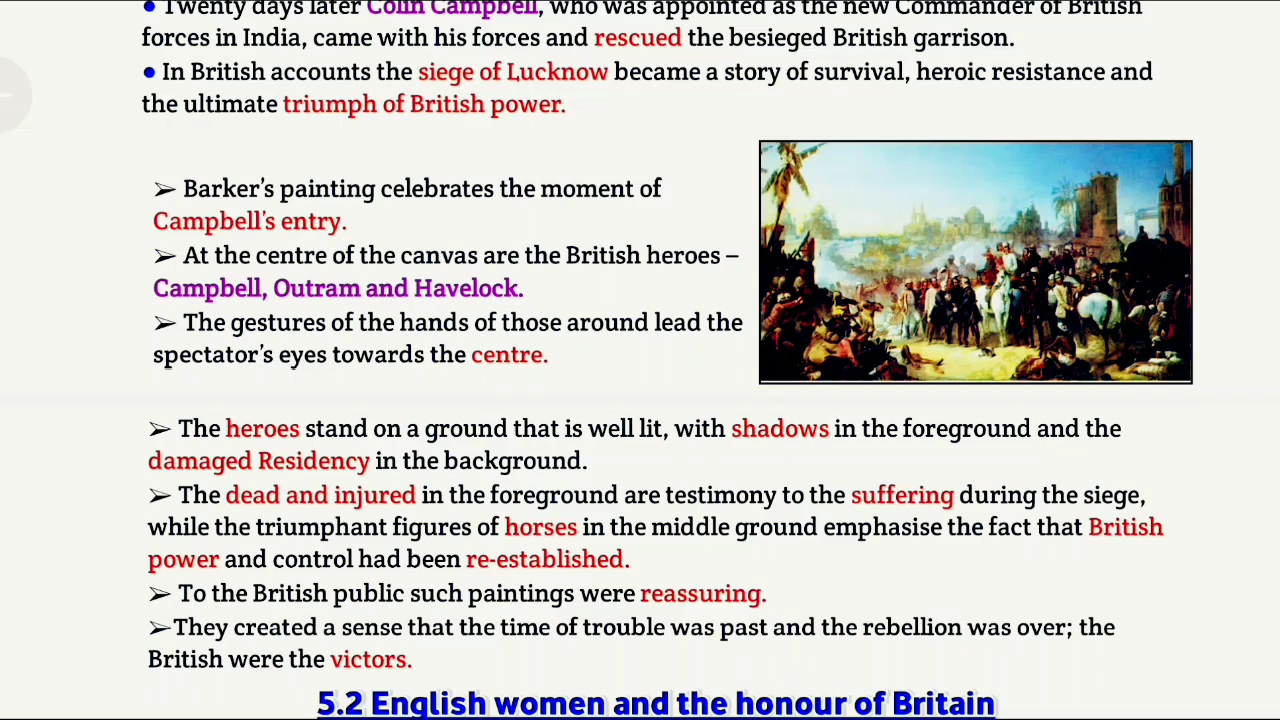 ● Twenty days later Colin Campbell, who was appointed as the new Commander of British
forces in India, came with his forces and rescued the besieged British garrison.
● In British accounts the siege of Lucknow became a story of survival, heroic resistance and
the ultimate triumph of British power.
➢ Barker's painting celebrates the moment of
Campbell's entry.
➢ At the centre of the canvas are the British heroes –
Campbell, Outram and Havelock.
➢ The gestures of the hands of those around lead the
spectator's eyes towards the centre.
➢ The heroes stand on a ground that is well lit, with shadows in the foreground and the
damaged Residency in the background.
➢ The dead and injured in the foreground are testimony to the suffering during the siege,
while the triumphant figures of horses in the middle ground emphasise the fact that British
power and control had been re-established.
➢ To the British public such paintings were reassuring.
➢They created a sense that the time of trouble was past and the rebellion was over; the
British were the victors.
5.2 English women and the honour of Britain